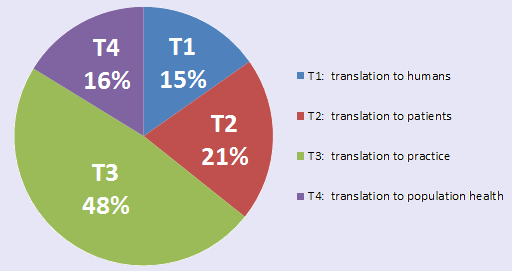 T1
15%
T2
21%
T3
48%
T4
16%
T1: translation to humans
T2: translation to patients
T3: translation to practice
T4: translation to population health